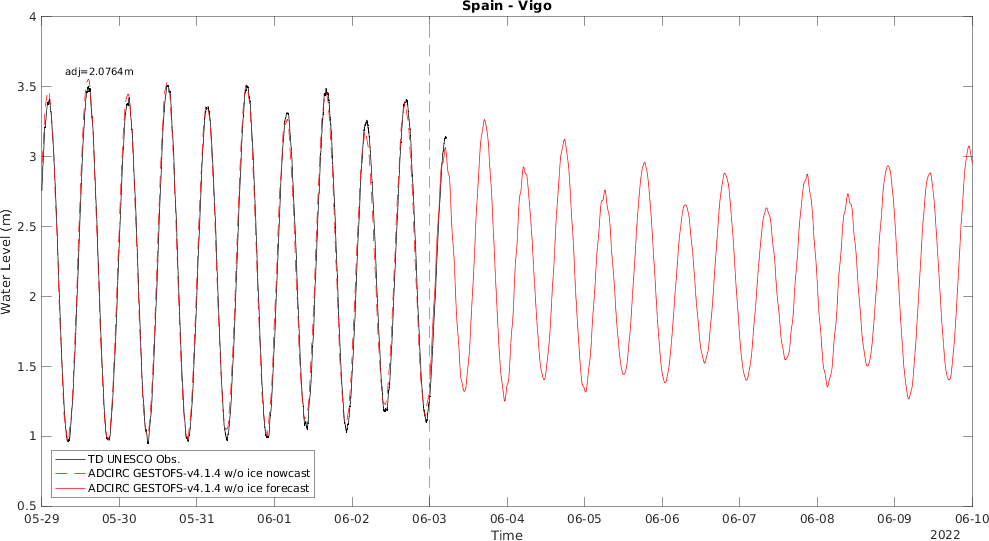 Spain - Vigo
adj=2.0764m
4
3.5
3
2.5
2
1.5
1
0.5
Water Level (m)
TD UNESCO Obs.
ADCIRC GESTOFS-v4.1.4 w/o ice nowcast
ADCIRC GESTOFS-v4.1.4 w/o ice forecast
05-29 05-30 05-31 06-01 06-02 06-03 06-04 06-05 06-06 06-07 06-08 06-09 06-10
Time
2022